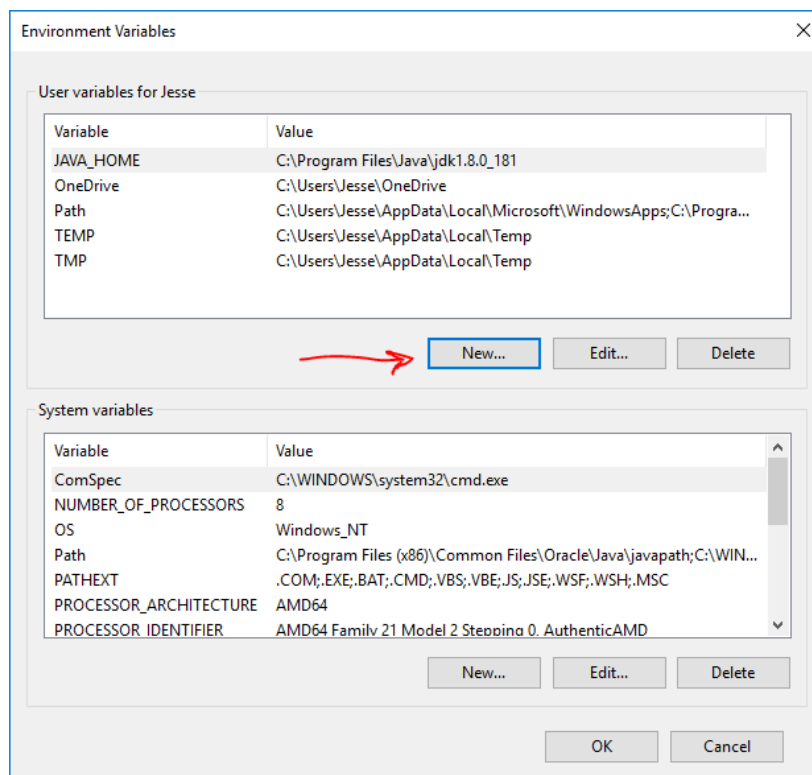 Environment Variables
User variables for Jesse
Variable Value
JAVA_HOME C:\Program Files\Java\jdk1.8.0_181
OneDrive C:\Users\Jesse\OneDrive
Path C:\Users\Jesse\AppData\Local\Microsoft\WindowsApps;C:\Progra...
TEMP C:\Users\Jesse\AppData\Local\Temp
TMP C:\Users\Jesse\AppData\Local\Temp
New... Edit... Delete
System variables
Variable Value
ComSpec C:\WINDOWS\system32\cmd.exe
NUMBER_OF_PROCESSORS 8
OS Windows_NT
Path C:\Program Files (x86)\Common Files\Oracle\Java\javapath;C:\WIN...
PATHEXT .COM;.EXE;.BAT;.CMD;.VBS;.VBE;.JS;.JSE;.WSF;.WSH;.MSC
PROCESSOR_ARCHITECTURE AMD64
PROCESSOR_IDENTIFIER AMD64 Family 21 Model 2 Stepping 0, AuthenticAMD
New... Edit... Delete
OK Cancel